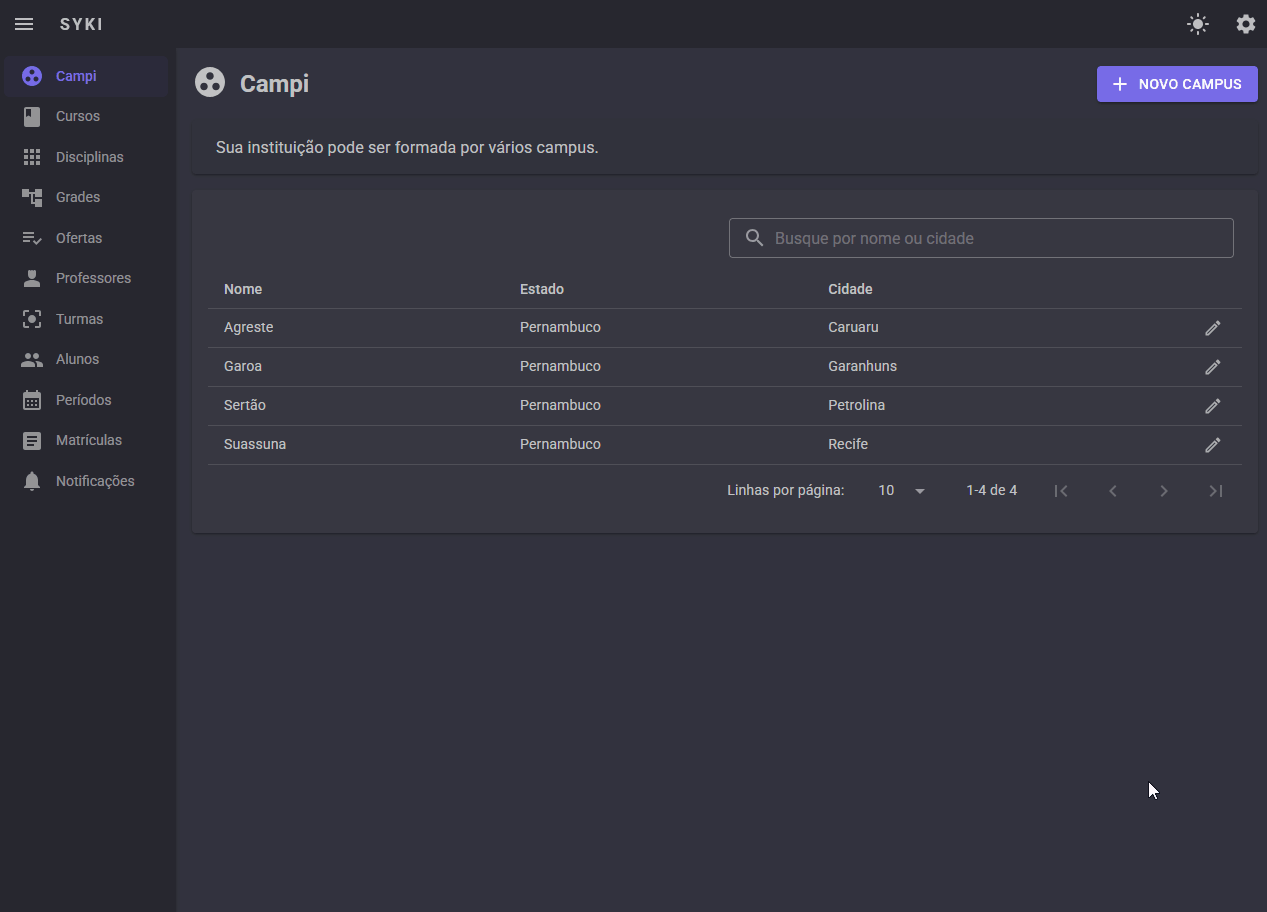 SYKI
Campi
Cursos
Disciplinas
Grades
Ofertas
Professores
Turmas
Alunos
Períodos
Matrículas
Notificações
Campi
NOVO CAMPUS
Sua instituição pode ser formada por vários campus.
Busque por nome ou cidade
Nome Estado Cidade
Agreste Pernambuco Caruaru
Garoa Pernambuco Garanhuns
Sertão Pernambuco Petrolina
Suassuna Pernambuco Recife
Linhas por página: 10 1-4 de 4